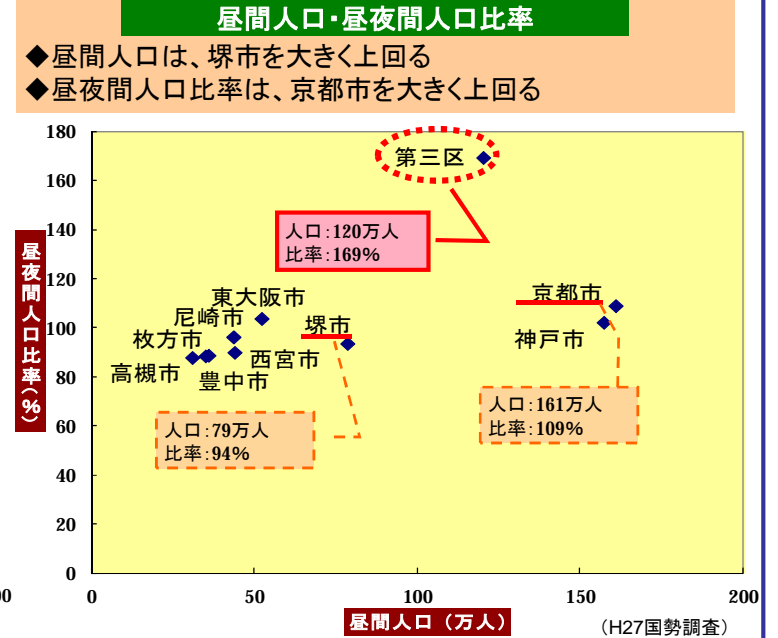 昼間人口・昼夜間人口比率
◆昼間人口は、堺市を大きく上回る
◆昼夜間人口比率は、京都市を大きく上回る
180
160
140
120
100
80
60
40
20
0
昼夜間人口比率(%)
第三区
人口:120万人
比率:169%
東大阪市
尼崎市
枚方市
高槻市
豊中市
西宮市
堺市
京都市
神戸市
人口:79万人
比率:94%
人口:161万人
比率:109%
00
0
50
100
150
200
昼間人口(万人)
(H27国勢調査)